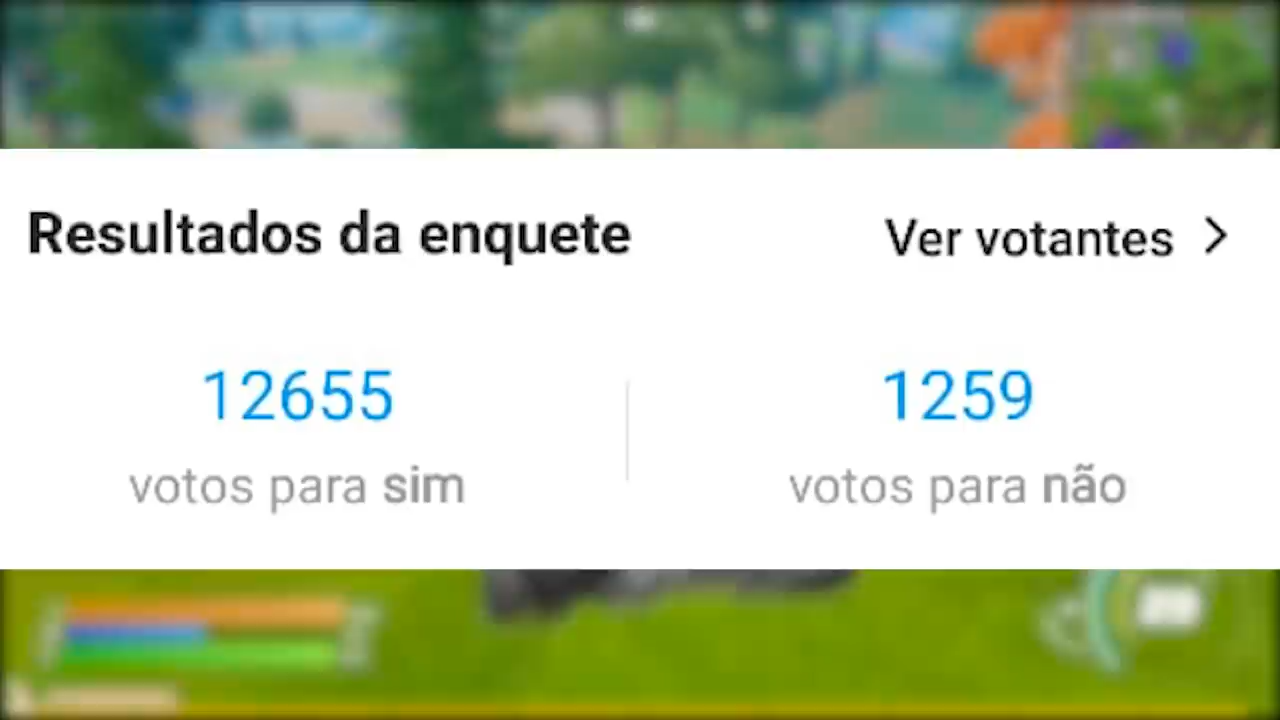 Resultados da enquete
Ver votantes
12655
1259
votos para sim
votos para não